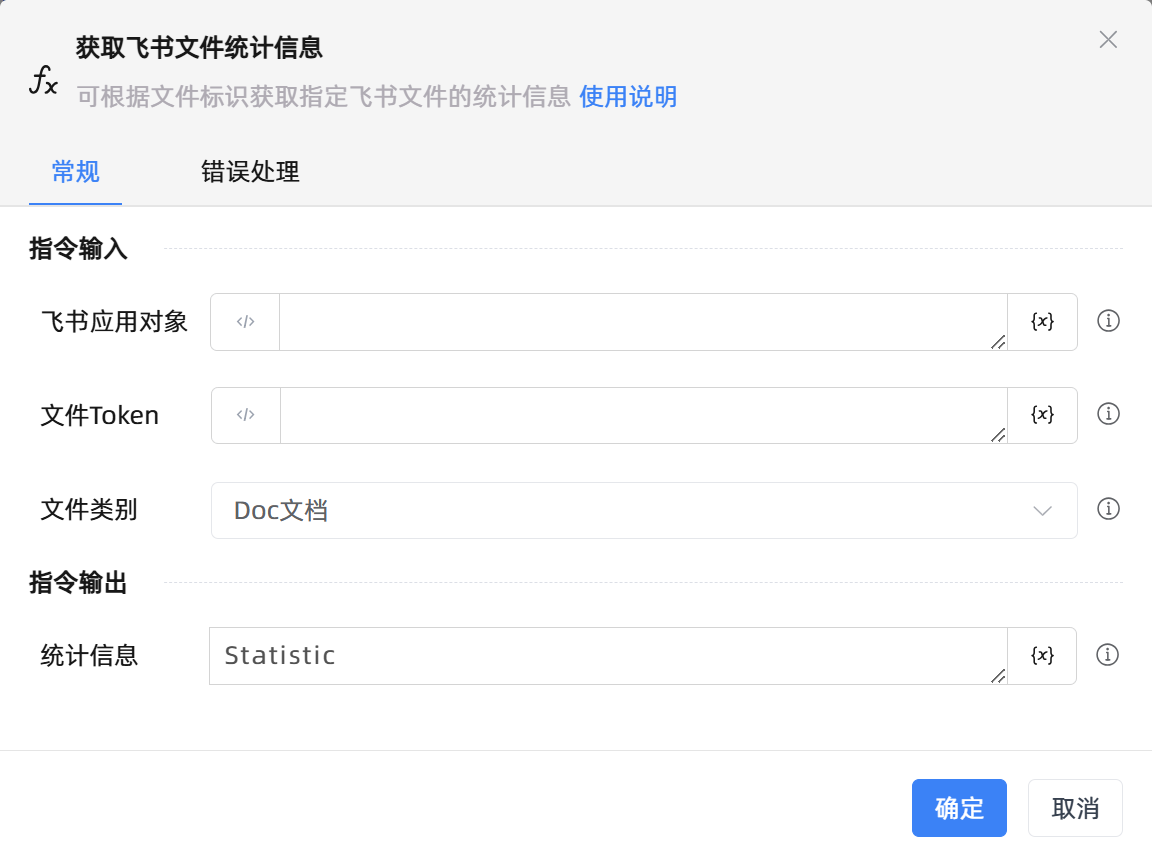 获取飞书文件统计信息
fx
可根据文件标识获取指定飞书文件的统计信息 使用说明
常规 错误处理
指令输入
飞书应用对象 </> {x}
文件Token </> {x}
文件类别 Doc文档
指令输出
统计信息 Statistic {x}
确定 取消